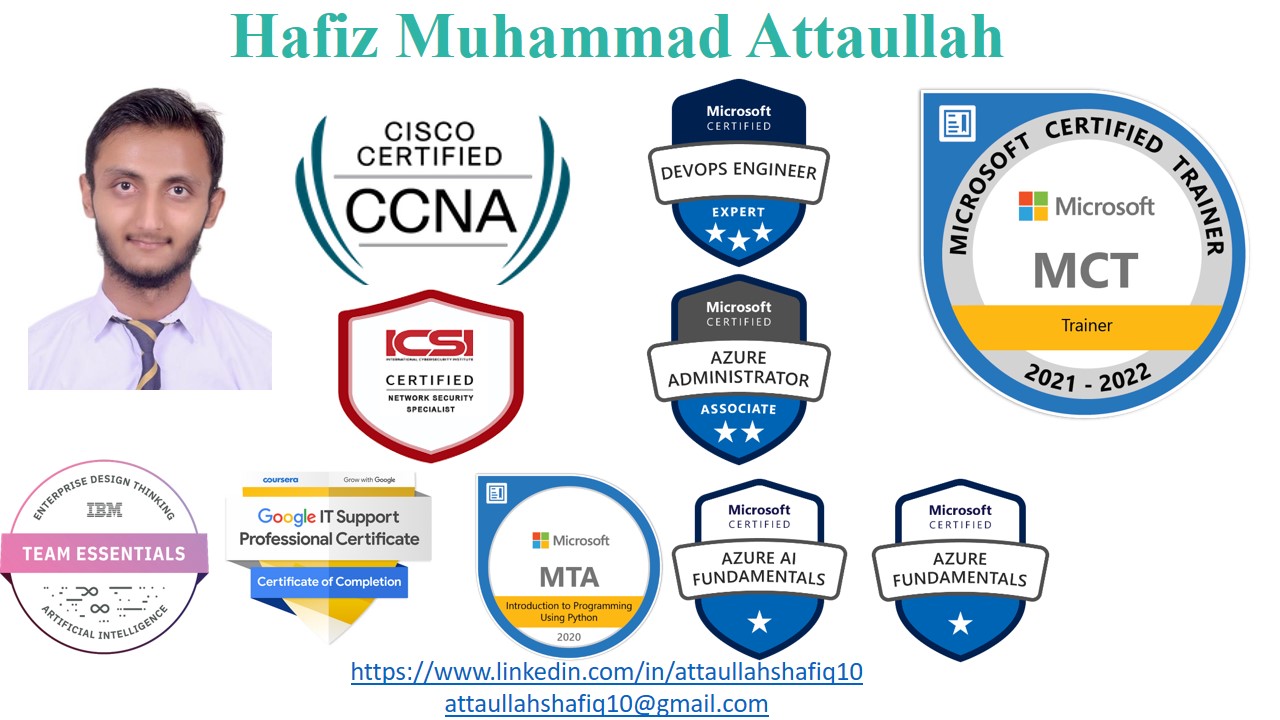 Hafiz Muhammad Attaullah
CISCO
CERTIFIED
CCNA
Microsoft
CERTIFIED
DEVOPS ENGINEER
EXPERT
MICROSOFT CERTIFIED TRAINER
Microsoft
MCT
Trainer
2021 - 2022
ICSI
INTERNATIONAL CYBERSECURITY INSTITUTE
CERTIFIED
NETWORK SECURITY
SPECIALIST
Microsoft
CERTIFIED
AZURE
ADMINISTRATOR
ASSOCIATE
ENTERPRISE DESIGN THINKING
IBM
TEAM ESSENTIALS
ARTIFICIAL INTELLIGENCE
coursera
Grow with Google
Google IT Support
Professional Certificate
Certificate of Completion
Microsoft
MTA
Introduction to Programming
Using Python
2020
Microsoft
CERTIFIED
AZURE AI
FUNDAMENTALS
Microsoft
CERTIFIED
AZURE
FUNDAMENTALS
https://www.linkedin.com/in/attaullahshafiq10
attaullahshafiq10@gmail.com